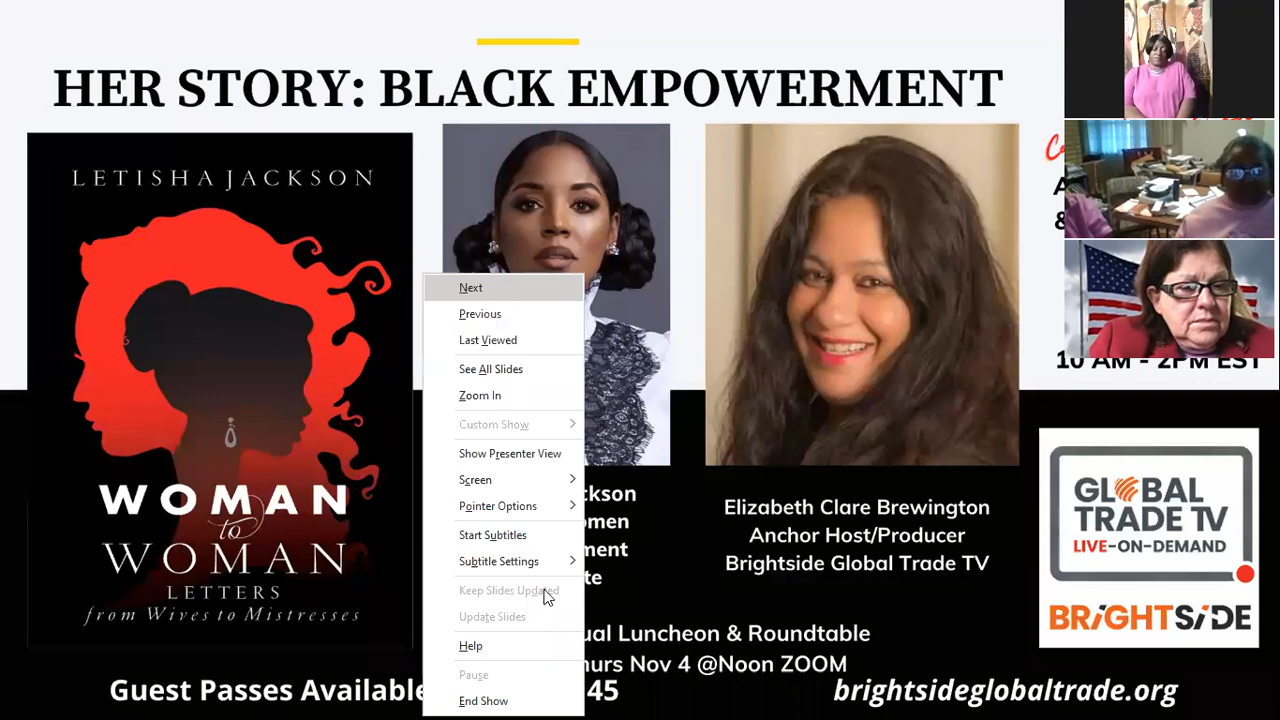 HER STORY: BLACK EMPOWERMENT
LETISHA JACKSON
WOMAN
to
WOMAN
LETTERS
from Wives to Mistresses
Next
Previous
Last Viewed
See All Slides
Zoom In
Custom Show
Show Presenter View
Screen
Pointer Options
Start Subtitles
Subtitle Settings
Keep Slides Updated
Update Slides
Help
Pause
End Show
ckson
omen
ment
te
Elizabeth Clare Brewington
Anchor Host/Producer
Brightside Global Trade TV
ual Luncheon & Roundtable
hurs Nov 4 @Noon ZOOM
Guest Passes Available
45
brightsideglobaltrade.org
10 AM - 2PM EST
GLOBAL
TRADE TV
LIVE-ON-DEMAND
BRIGHTSIDE